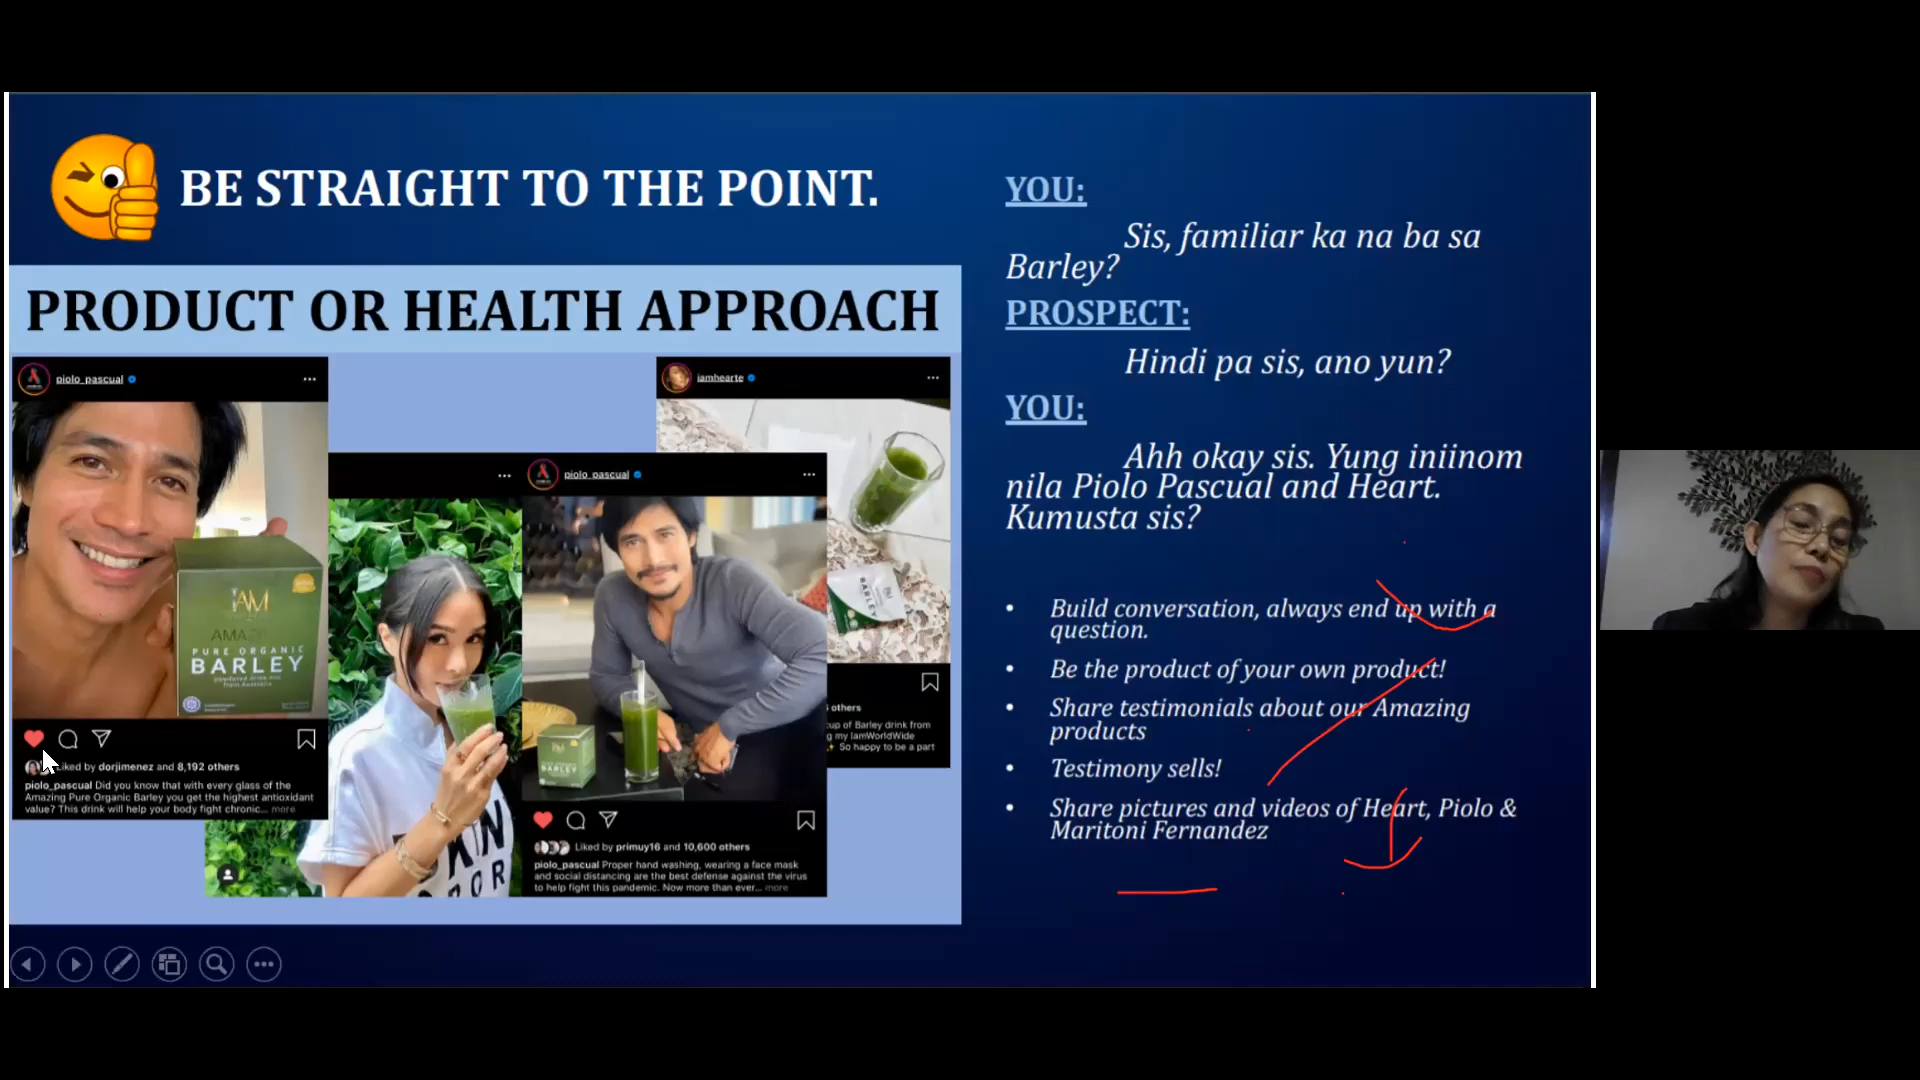 BE STRAIGHT TO THE POINT.
PRODUCT OR HEALTH APPROACH
piolo_pascual
IAM
AMAZ
PURE ORGANIC
BARLEY
powdered drink mix
from Australia
Liked by dorjimenez and 8,192 others
piolo_pascual Did you know that with every glass of the
Amazing Pure Organic Barley you get the highest antioxidant
value? This drink will help your body fight chronic... more
piolo_pascual
Liked by primuy16 and 10,600 others
piolo_pascual Proper hand washing, wearing a face mask
and social distancing are the best defense against the virus
to help fight this pandemic. Now more than ever... more
iamhearte
BARLEY
others
cup of Barley drink from
g my IamWorldWide
So happy to be a part
YOU:
Sis, familiar ka na ba sa
Barley?
PROSPECT:
Hindi pa sis, ano yun?
YOU:
Ahh okay sis. Yung iniinom
nila Piolo Pascual and Heart.
Kumusta sis?
• Build conversation, always end up with a
question.
• Be the product of your own product!
• Share testimonials about our Amazing
products
• Testimony sells!
• Share pictures and videos of Heart, Piolo &
Maritoni Fernandez